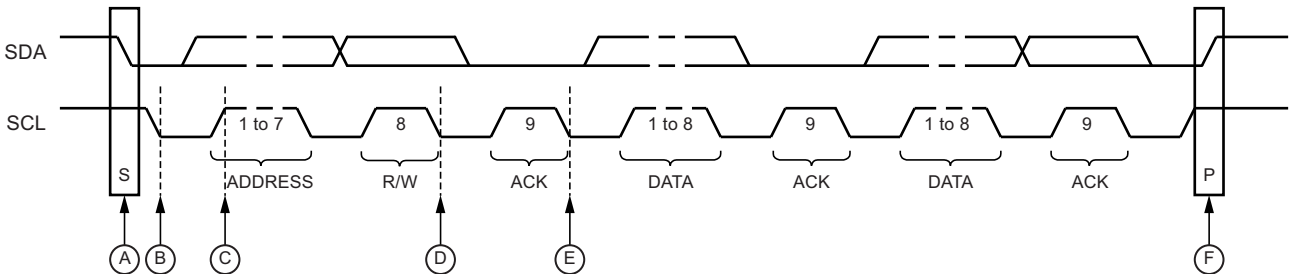 SDA
SCL
1 to 7 8 9 1 to 8 9 1 to 8 9
S P
ADDRESS R/W ACK DATA ACK DATA ACK
A B C D E F